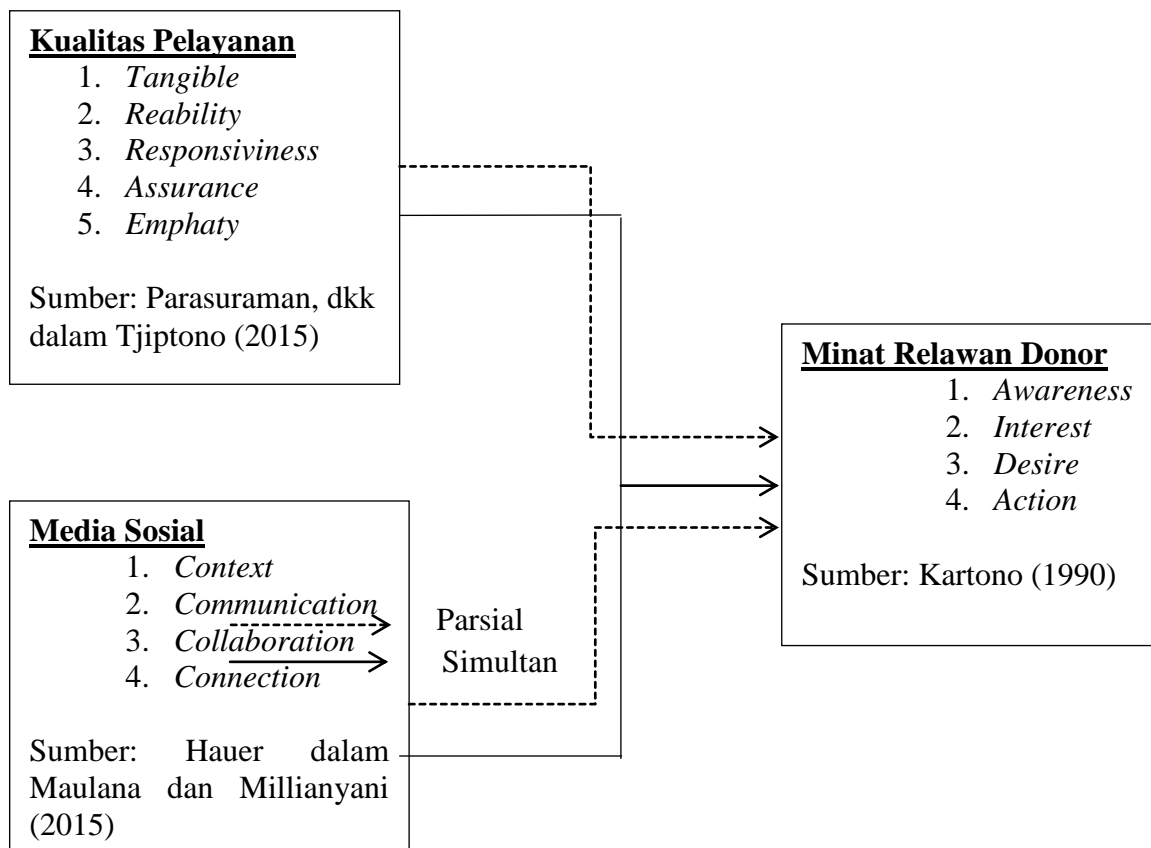 Kualitas Pelayanan
1. Tangible
2. Reability
3. Responsiviness
4. Assurance
5. Emphaty
Sumber: Parasuraman, dkk
dalam Tjiptono (2015)
Minat Relawan Donor
1. Awareness
2. Interest
3. Desire
4. Action
Sumber: Kartono (1990)
Media Sosial
1. Context
2. Communication
3. Collaboration
4. Connection
Sumber: Hauer dalam
Maulana dan Millianyani
(2015)
Parsial
Simultan